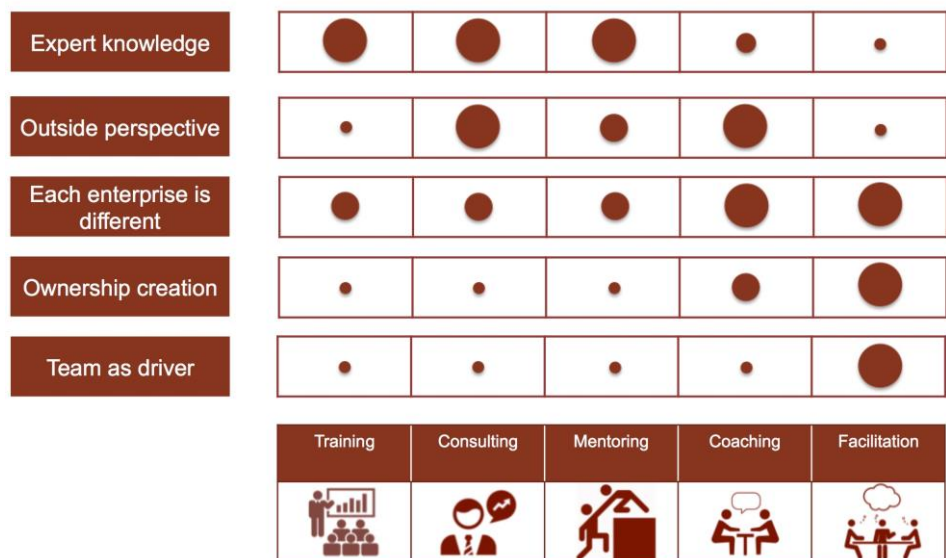 Expert knowledge
Outside perspective
Each enterprise is
different
Ownership creation
Team as driver
Training Consulting Mentoring Coaching Facilitation